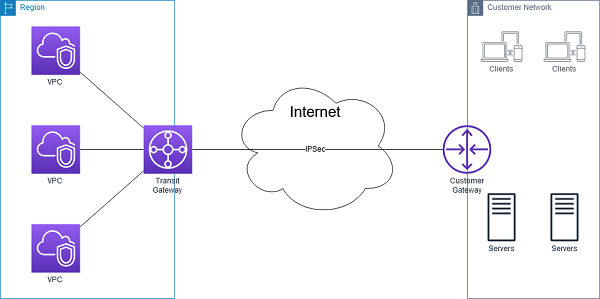 Region
Customer Network
VPC
Clients
Clients
Internet
VPC
Transit
Gateway
IPSec
Customer
Gateway
VPC
Servers
Servers